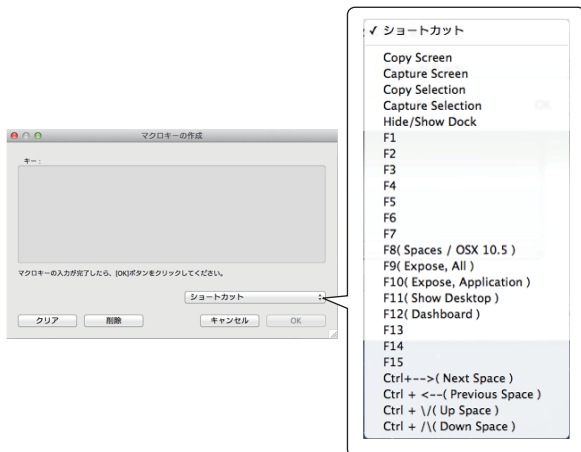 マクロキーの作成
キー：
マクロキーの入力が完了したら、[OK]ボタンをクリックしてください。
ショートカット
クリア
削除
キャンセル
OK
✓ ショートカット
Copy Screen
Capture Screen
Copy Selection
Capture Selection
Hide/Show Dock
F1
F2
F3
F4
F5
F6
F7
F8( Spaces / OSX 10.5 )
F9( Expose, All )
F10( Expose, Application )
F11( Show Desktop )
F12( Dashboard )
F13
F14
F15
Ctrl+-->( Next Space )
Ctrl + <--( Previous Space )
Ctrl + \/( Up Space )
Ctrl + /\( Down Space )